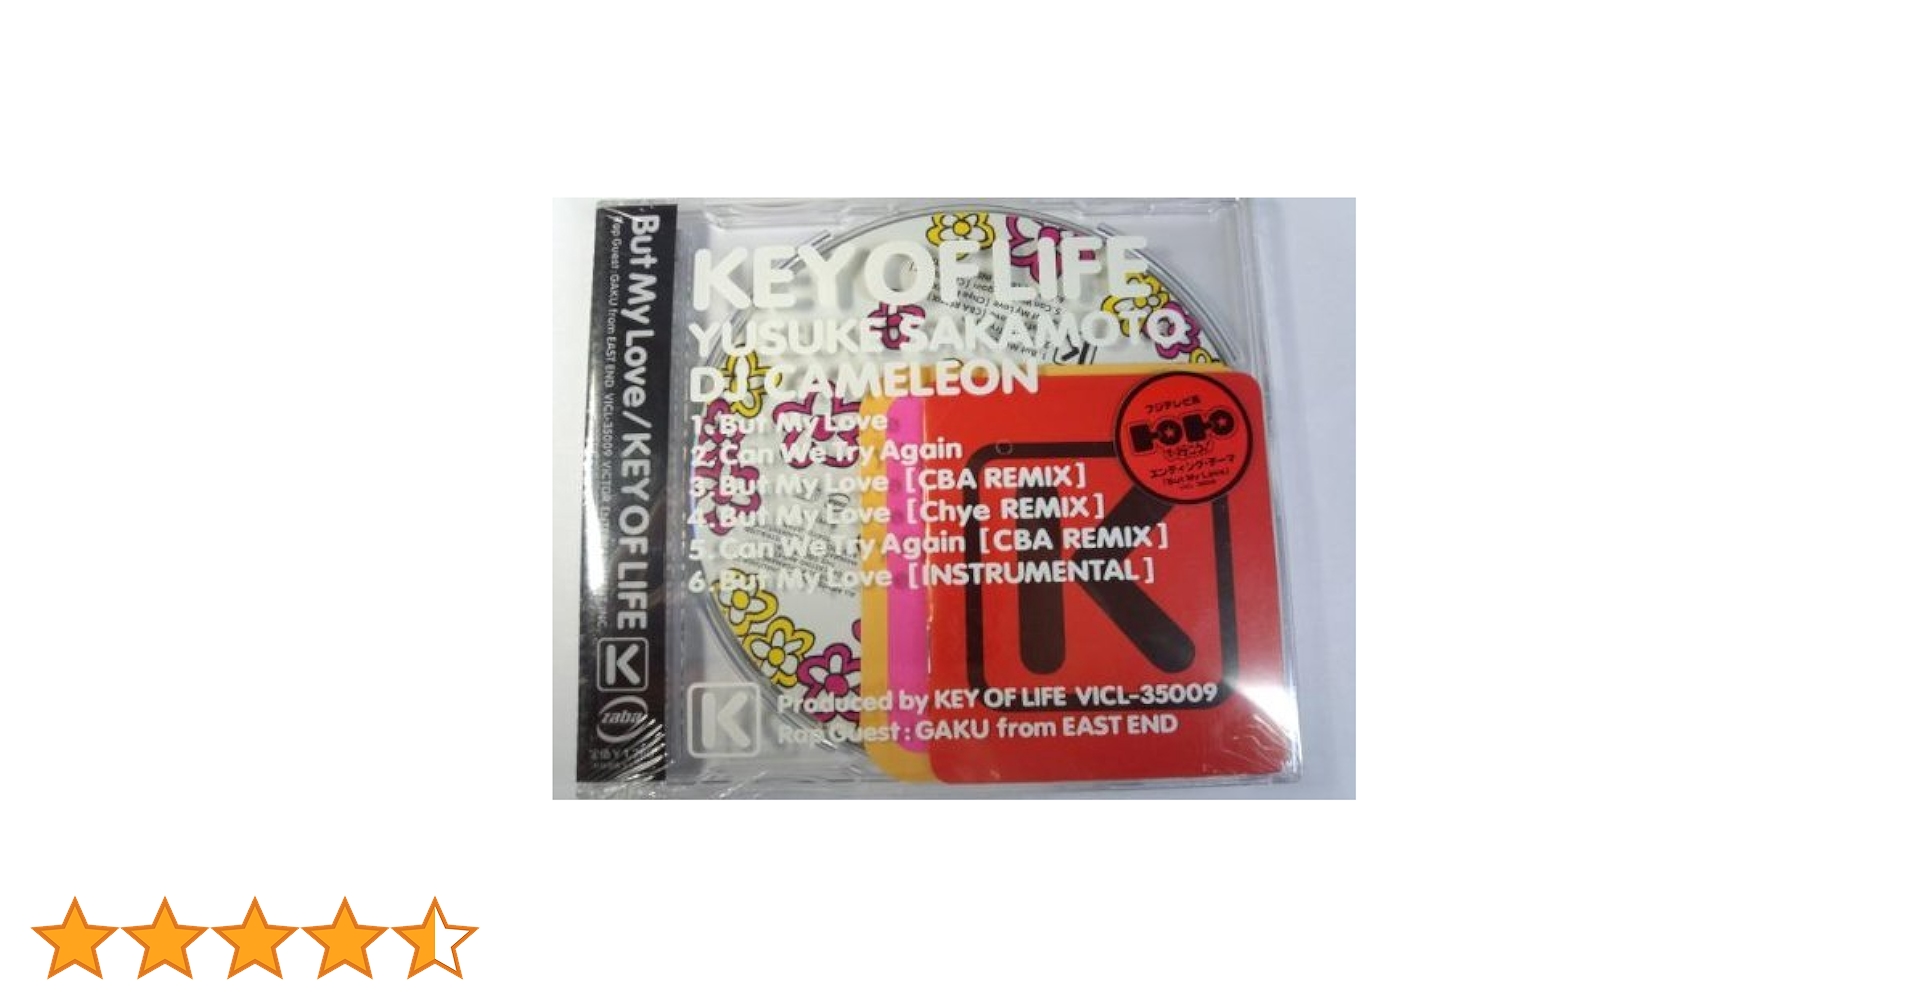 But My Love/KEY OF LIFE
Rap Guest : GAKU from EAST END VICL-35009 VICTOR
K
zaba
KEY OF LIFE
YUSUKE SAKAMOTO
DJ CAMELEON
1. But My Love
2. Can We Try Again
3. But My Love [CBA REMIX]
4. But My Love [Chye REMIX]
5. Can We Try Again [CBA REMIX]
6. But My Love [INSTRUMENTAL]
フジテレビ系
エンディング・テーマ
「But My Love」
K
K
Produced by KEY OF LIFE VICL-35009
Rap Guest : GAKU from EAST END